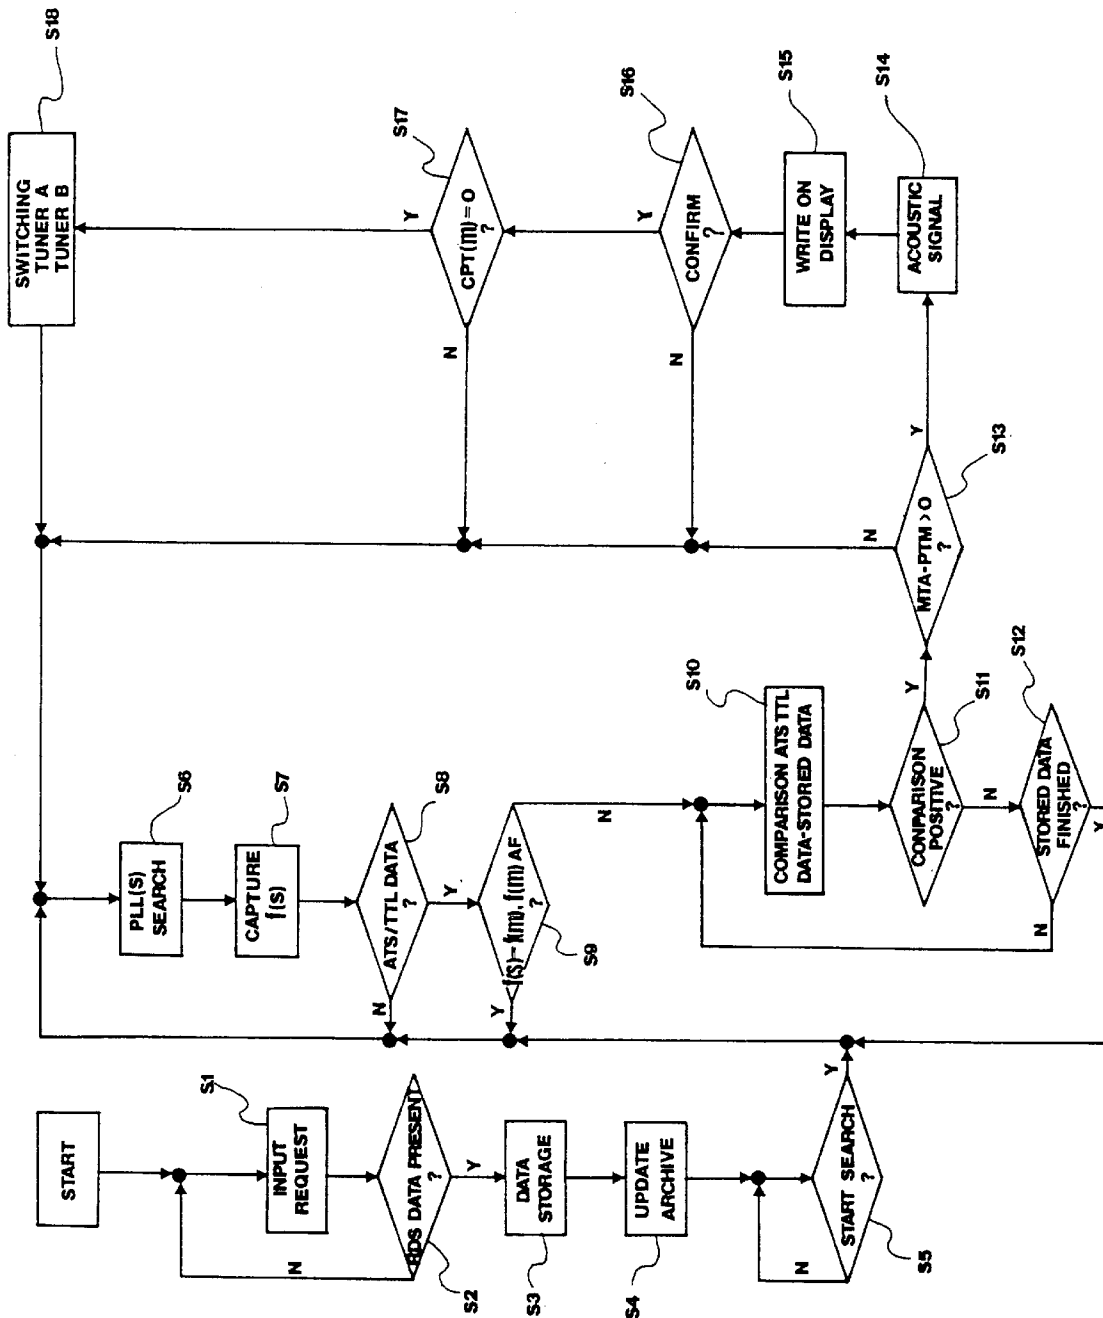 START
S1
INPUT
REQUEST
RDS DATA PRESENT
?
N
Y
S2
DATA
STORAGE
S3
UPDATE
ARCHIVE
S4
START SEARCH
?
N
Y
S5
PLL(S)
SEARCH
S6
CAPTURE
f(S)
S7
ATS/TTL DATA
?
N
Y
S8
f(S)=f(m), f(m) AF
?
Y
N
S9
S10
COMPARISON ATS TTL
DATA-STORED DATA
CONPARISON
POSITIVE
?
Y
N
S11
STORED DATA
FINISHED
?
N
Y
S12
MTA-PTM>0
?
N
Y
S13
ACOUSTIC
SIGNAL
S14
WRITE ON
DISPLAY
S15
CONFIRM
?
N
Y
S16
CPT(m)=0
?
N
Y
S17
SWITCHING
TUNER A
TUNER B
S18